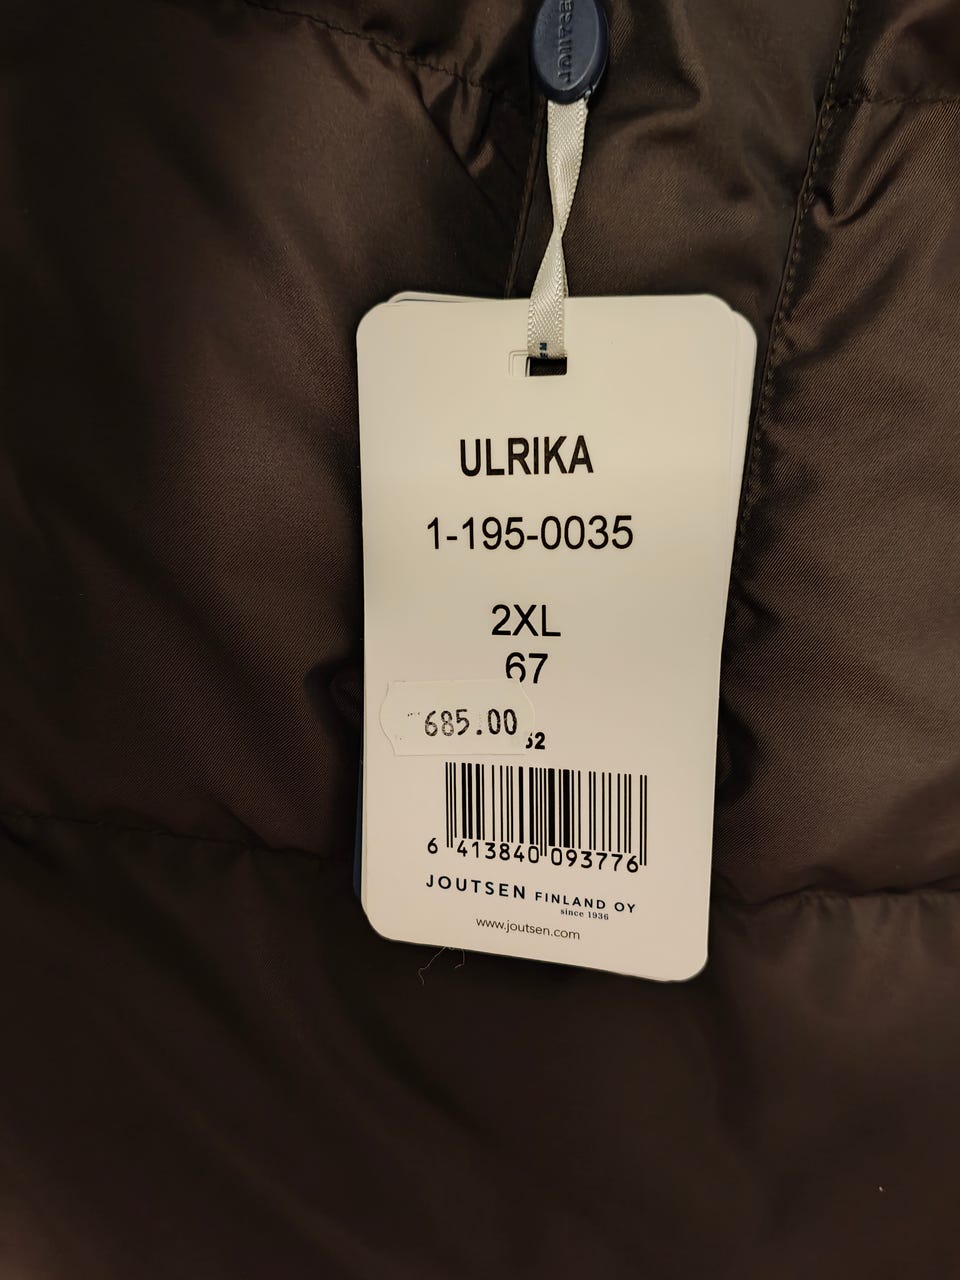 ULRIKA
1-195-0035
2XL
67
685.00
52
6 413840 093776
JOUTSEN FINLAND OY
since 1936
www.joutsen.com